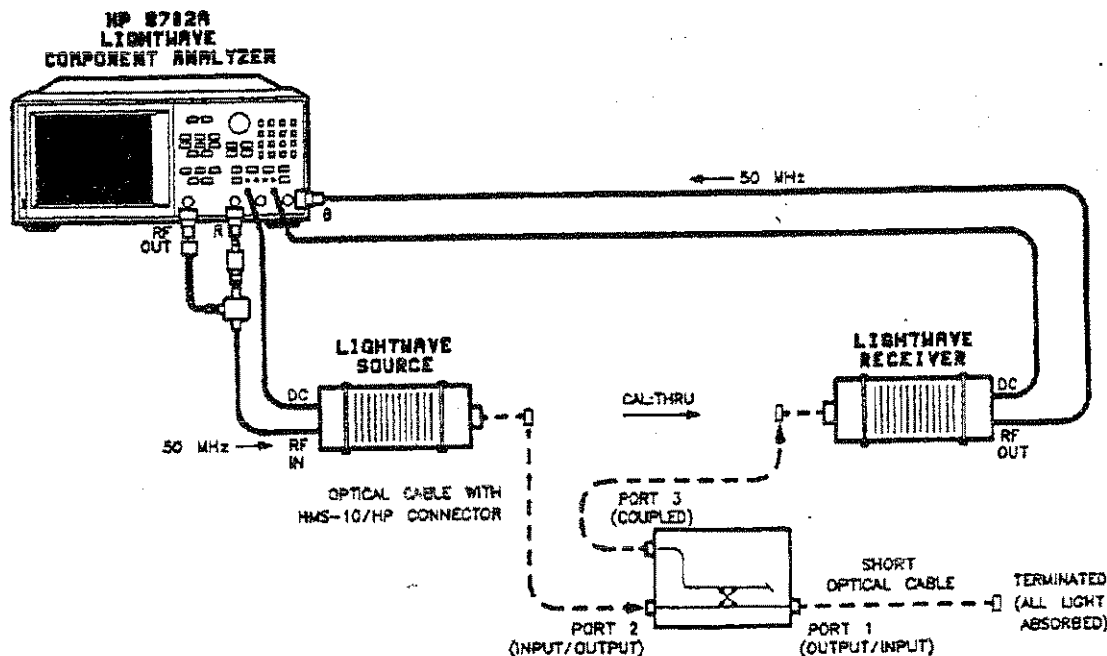 HP 8702A
LIGHTWAVE
COMPONENT ANALYZER
50 MHz
B
RF
OUT
R
LIGHTWAVE
SOURCE
LIGHTWAVE
RECEIVER
DC
CAL-THRU
DC
50 MHz
RF
IN
RF
OUT
OPTICAL CABLE WITH
HMS-10/HP CONNECTOR
PORT 3
(COUPLED)
SHORT
OPTICAL CABLE
TERMINATED
(ALL LIGHT
ABSORBED)
PORT 2
(INPUT/OUTPUT)
PORT 1
(OUTPUT/INPUT)